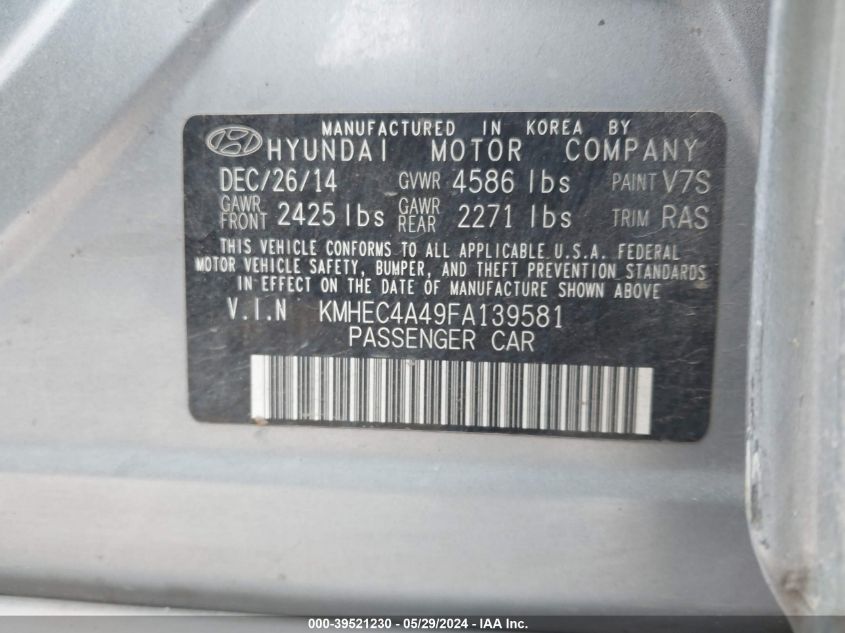 MANUFACTURED IN KOREA BY
HYUNDAI MOTOR COMPANY
DEC/26/14 GVWR 4586 lbs PAINT V7S
GAWR FRONT 2425 lbs GAWR REAR 2271 lbs TRIM RAS
THIS VEHICLE CONFORMS TO ALL APPLICABLE U.S.A. FEDERAL
MOTOR VEHICLE SAFETY, BUMPER, AND THEFT PREVENTION STANDARDS
IN EFFECT ON THE DATE OF MANUFACTURE SHOWN ABOVE
V.I.N KMHEC4A49FA139581
PASSENGER CAR
000-39521230 - 05/29/2024 - IAA Inc.